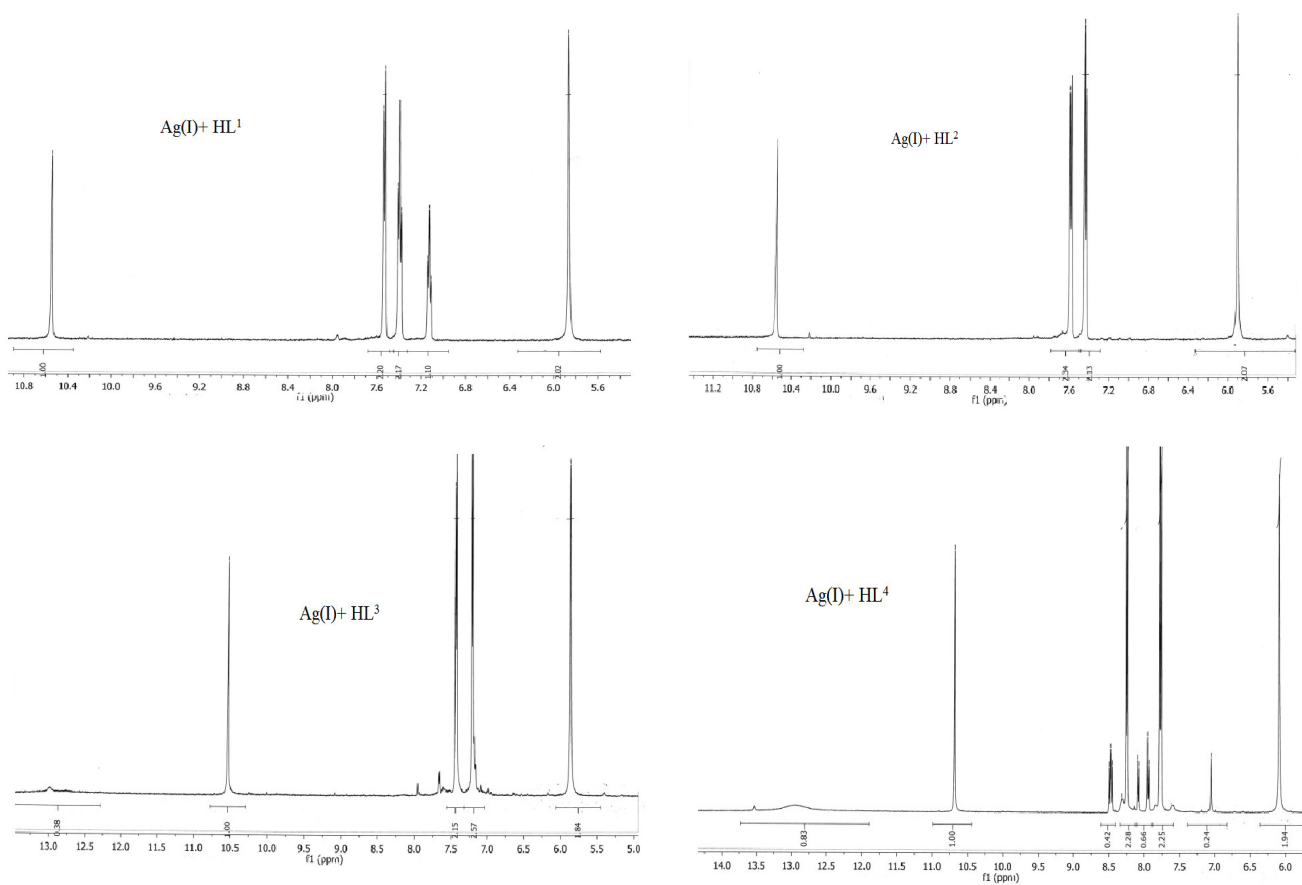 Ag(I)+ HL¹
10.8 10.4 10.0 9.6 9.2 8.8 8.4 8.0 7.6 7.2 6.8 6.4 6.0 5.6
2.20 2.17 1.10 2.02
Ag(I)+ HL²
11.2 10.8 10.4 10.0 9.6 9.2 8.8 8.4 8.0 7.6 7.2 6.8 6.4 6.0 5.6
f1 (ppm)
2.07
Ag(I)+ HL³
0.38 1.00 2.15 2.57 1.84
13.0 12.5 12.0 11.5 11.0 10.5 10.0 9.5 9.0 8.5 8.0 7.5 7.0 6.5 6.0 5.5 5.0
f1 (ppm)
Ag(I)+ HL⁴
0.83 1.00 0.42 2.28 0.66 2.25 0.24 1.94
14.0 13.5 13.0 12.5 12.0 11.5 11.0 10.5 10.0 9.5 9.0 8.5 8.0 7.5 7.0 6.5 6.0
f1 (ppm)